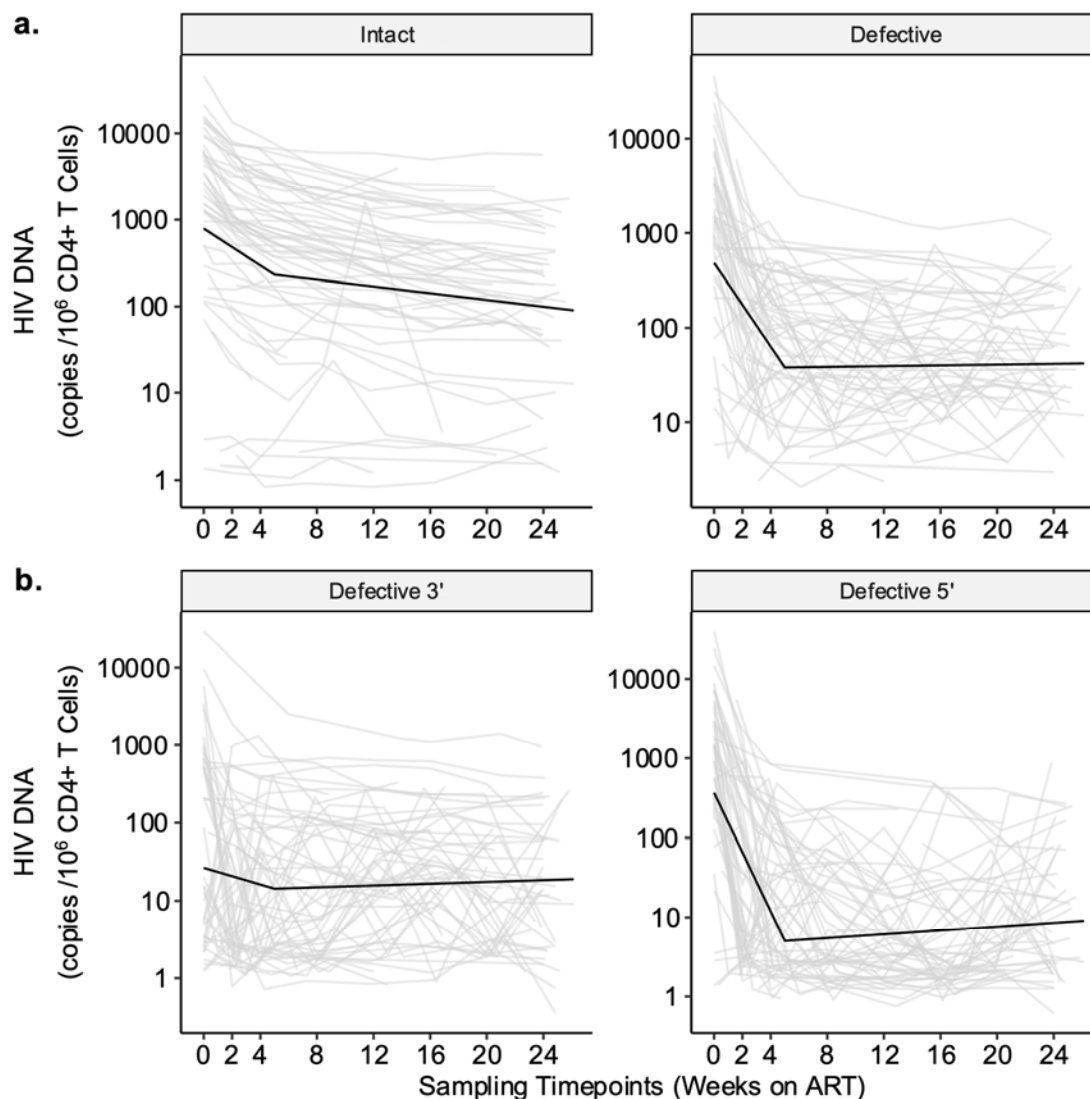 a.
Intact
Defective
HIV DNA
(copies /10⁶ CD4+ T Cells)
10000
1000
100
10
1
10000
1000
100
10
0 2 4 8 12 16 20 24
0 2 4 8 12 16 20 24
b.
Defective 3'
Defective 5'
HIV DNA
(copies /10⁶ CD4+ T Cells)
10000
1000
100
10
1
10000
1000
100
10
1
0 2 4 8 12 16 20 24
0 2 4 8 12 16 20 24
Sampling Timepoints (Weeks on ART)